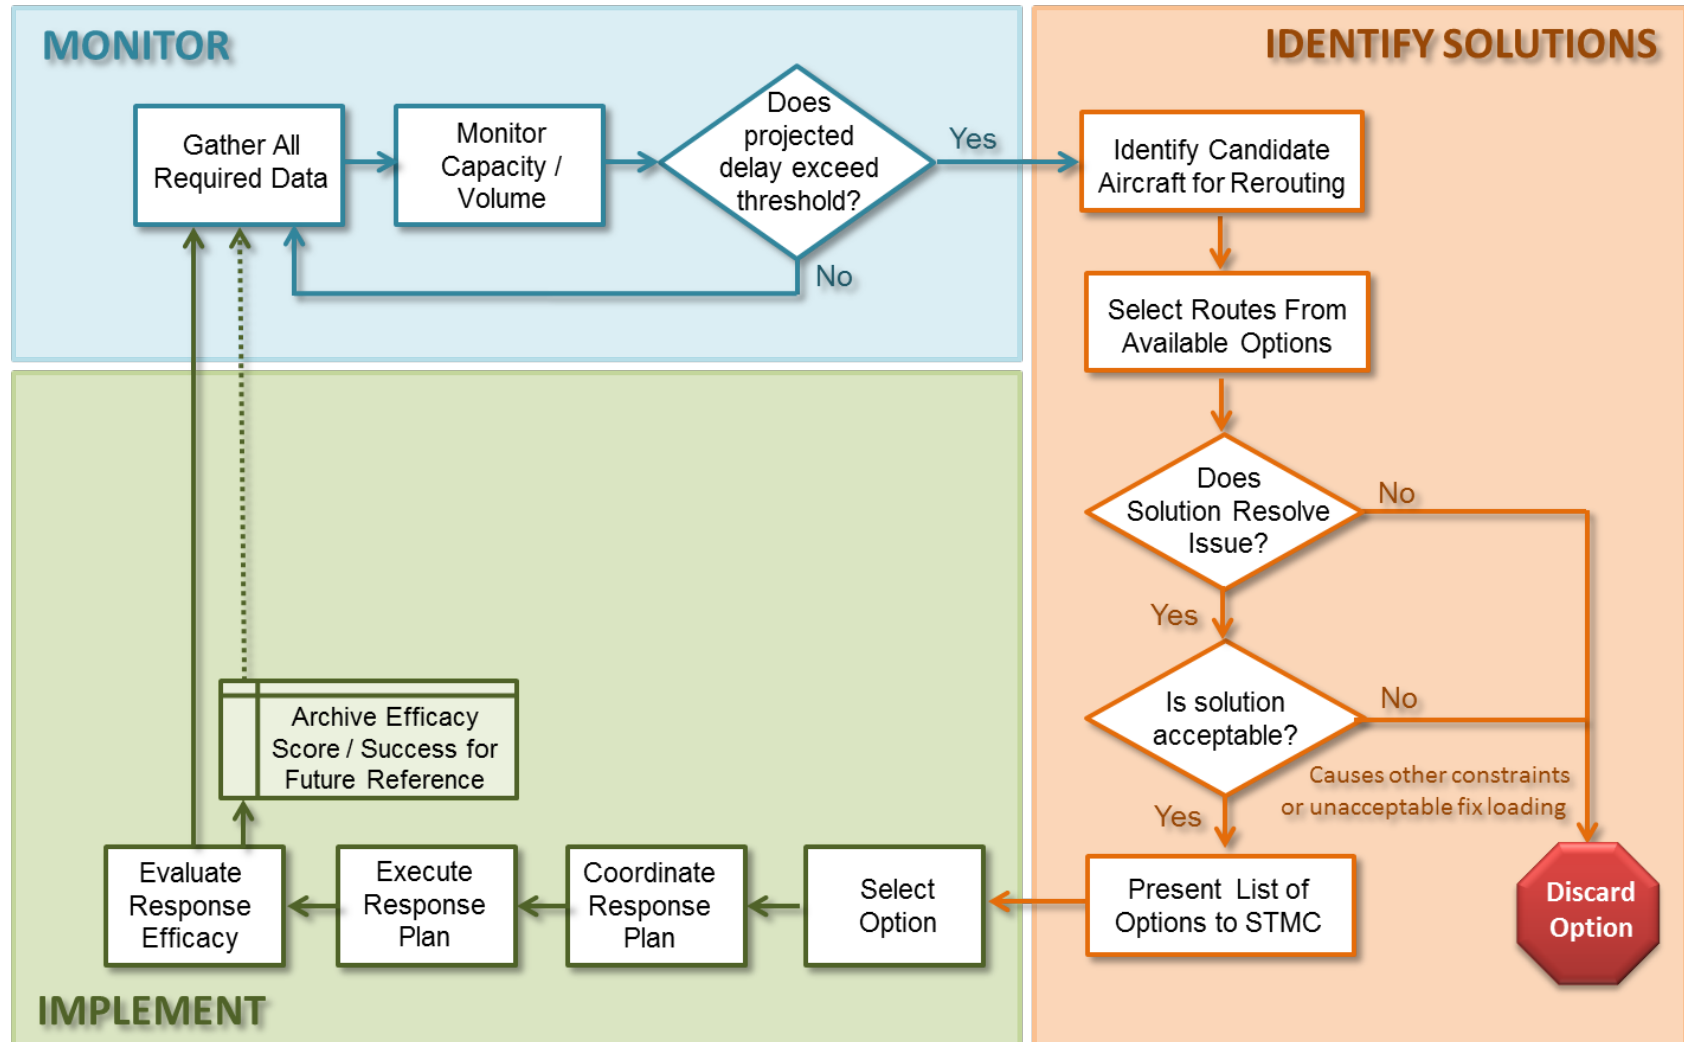 MONITOR
Gather All
Required Data
Monitor
Capacity /
Volume
Does
projected
delay exceed
threshold?
Yes
No
IDENTIFY SOLUTIONS
Identify Candidate
Aircraft for Rerouting
Select Routes From
Available Options
Does
Solution Resolve
Issue?
No
Yes
Is solution
acceptable?
No
Causes other constraints
or unacceptable fix loading
Yes
Present List of
Options to STMC
Discard
Option
Select
Option
Coordinate
Response
Plan
Execute
Response
Plan
Evaluate
Response
Efficacy
Archive Efficacy
Score / Success for
Future Reference
IMPLEMENT